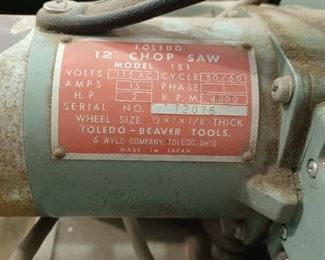 TOLEDO
12" CHOP SAW
MODEL 151
VOLTS 115 AC CYCLE 50/60
AMPS 15 PHASE 1
H.P. 2 R.P.M. 4000
SERIAL NO. 12076
WHEEL SIZE 12×1×1/8 THICK
TOLEDO-BEAVER TOOLS.
A WYLE COMPANY, TOLEDO, OHIO
MADE IN JAPAN